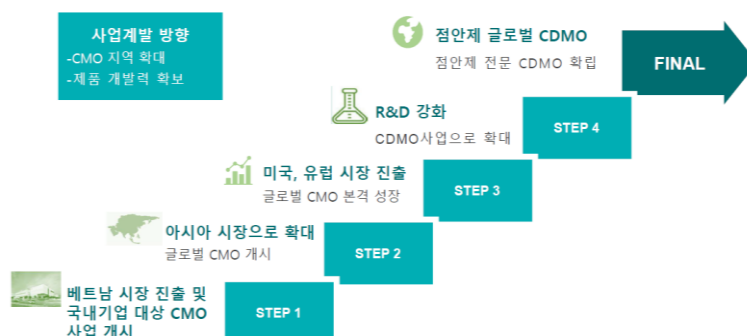 사업계발 방향
-CMO 지역 확대
-제품 개발력 확보
점안제 글로벌 CDMO
점안제 전문 CDMO 확립
FINAL
R&D 강화
CDMO사업으로 확대
STEP 4
미국, 유럽 시장 진출
글로벌 CMO 본격 성장
STEP 3
아시아 시장으로 확대
글로벌 CMO 개시
STEP 2
베트남 시장 진출 및
국내기업 대상 CMO
사업 개시
STEP 1